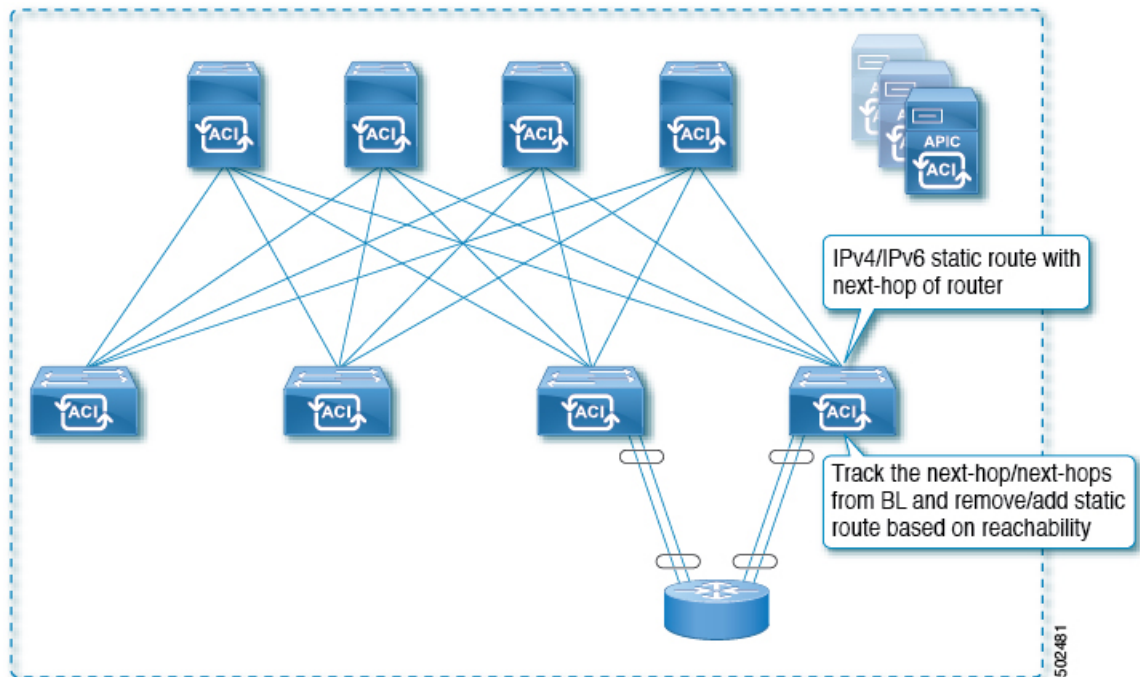 ACI
ACI
ACI
ACI
APIC
ACI
IPv4/IPv6 static route with
next-hop of router
ACI
ACI
ACI
ACI
Track the next-hop/next-hops
from BL and remove/add static
route based on reachability
502481